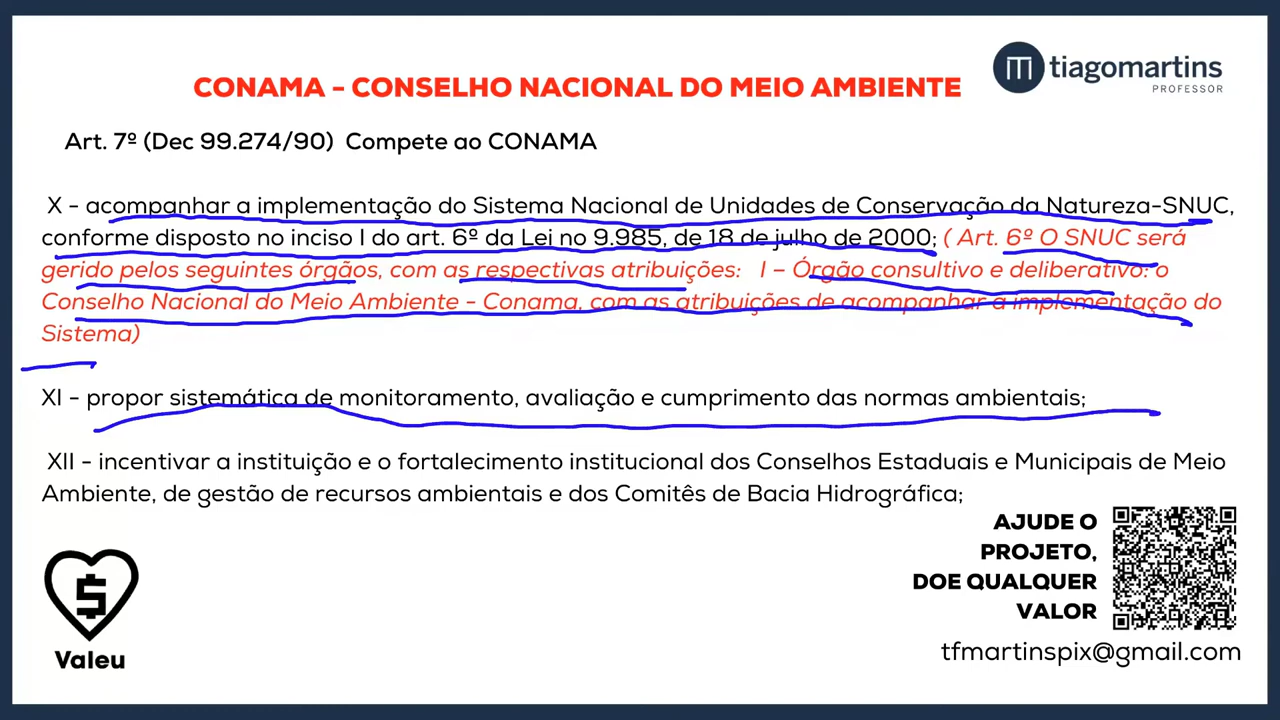 tiagomartins
PROFESSOR
CONAMA - CONSELHO NACIONAL DO MEIO AMBIENTE
Art. 7º (Dec 99.274/90) Compete ao CONAMA
X - acompanhar a implementação do Sistema Nacional de Unidades de Conservação da Natureza-SNUC,
conforme disposto no inciso I do art. 6º da Lei no 9.985, de 18 de julho de 2000; ( Art. 6º O SNUC será
gerido pelos seguintes órgãos, com as respectivas atribuições: I – Órgão consultivo e deliberativo: o
Conselho Nacional do Meio Ambiente - Conama, com as atribuições de acompanhar a implementação do
Sistema)
XI - propor sistemática de monitoramento, avaliação e cumprimento das normas ambientais;
XII - incentivar a instituição e o fortalecimento institucional dos Conselhos Estaduais e Municipais de Meio
Ambiente, de gestão de recursos ambientais e dos Comitês de Bacia Hidrográfica;
AJUDE O
PROJETO,
DOE QUALQUER
VALOR
tfmartinspix@gmail.com
$
Valeu